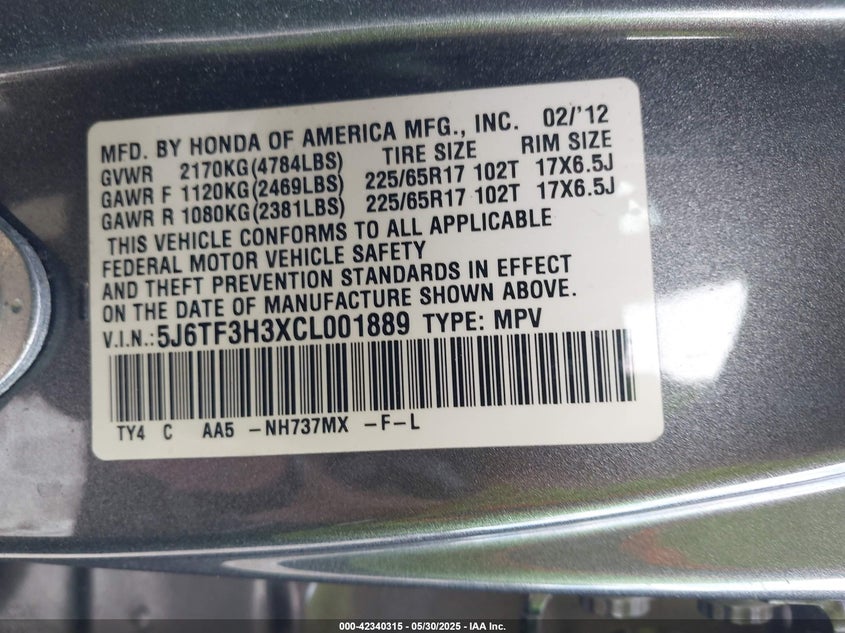 MFD. BY HONDA OF AMERICA MFG., INC. 02/'12
GVWR 2170KG(4784LBS) TIRE SIZE RIM SIZE
GAWR F 1120KG(2469LBS) 225/65R17 102T 17X6.5J
GAWR R 1080KG(2381LBS) 225/65R17 102T 17X6.5J
THIS VEHICLE CONFORMS TO ALL APPLICABLE
FEDERAL MOTOR VEHICLE SAFETY
AND THEFT PREVENTION STANDARDS IN EFFECT
ON THE DATE OF MANUFACTURE SHOWN ABOVE.
V.I.N.:5J6TF3H3XCL001889 TYPE: MPV
TY4 C AA5 -NH737MX -F-L
000-42340315 - 05/30/2025 - IAA Inc.